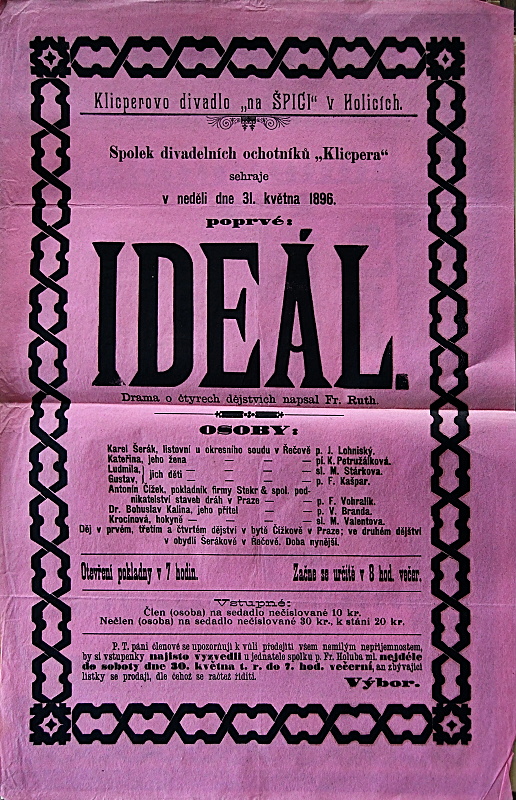 Klicperovo divadlo „na ŠPICI“ v Holicích.
Spolek divadelních ochotníků „Klicpera“
sehraje
v neděli dne 31. května 1896.
poprvé:
IDEÁL.
Drama o čtyrech dějstvích napsal Fr. Ruth.
OSOBY:
Karel Šerák, listovní u okresního soudu v Řečově p. J. Lohniský.
Kateřina, jeho žena — — — — pí. K. Petružálková.
Ludmila, } jich děti — — — — sl. M. Stárkova.
Gustav, } p. F. Kašpar.
Antonín Čížek, pokladník firmy Stekr & spol. pod-
nikatelství staveb drah v Praze — — p. F. Vohralík.
Dr. Bohuslav Kalina, jeho přítel — — p. V. Branda.
Krocínová, hokyně — — — — sl. M. Valentova.
Děj v prvém, třetím a čtvrtém dějství v bytě Čížkově v Praze; ve druhém dějství
v obydlí Šerákově v Řečově. Doba nynější.
Otevření pokladny v 7 hodin. Začne se určitě v 8 hod. večer.
Vstupné:
Člen (osoba) na sedadlo nečíslované 10 kr.
Nečlen (osoba) na sedadlo nečíslované 30 kr., k stání 20 kr.
P. T. páni členové se upozorňují k vůli předejití všem nemilým nepříjemnostem,
by si vstupenky najisto vyzvedli u jednatele spolku p. Fr. Holuba ml. nejdéle
do soboty dne 30. května t. r. do 7. hod. večerní, an zbývající
lístky se prodají, dle čehož se račtež říditi.
Výbor.